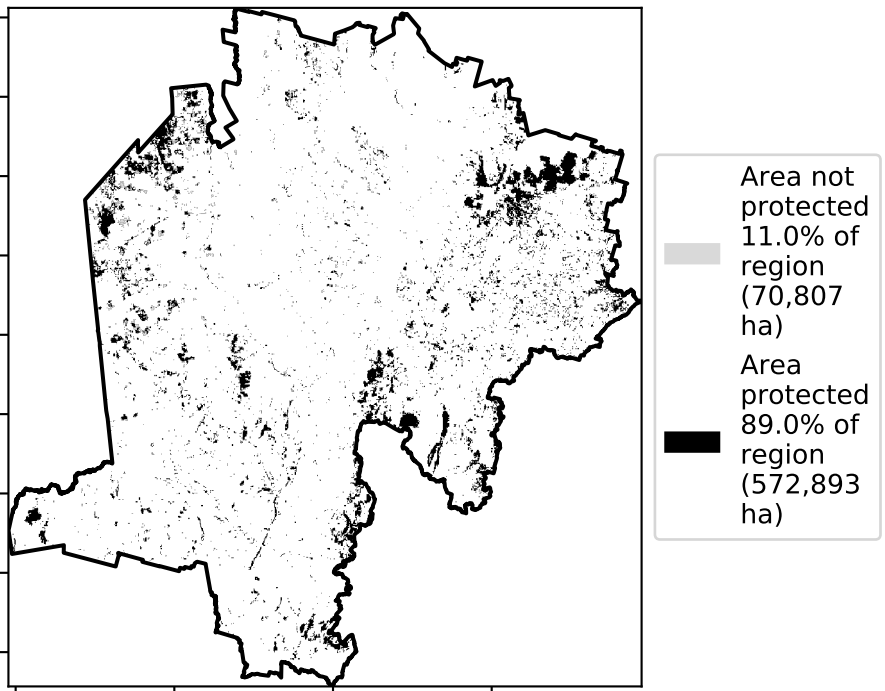 Area not
protected
11.0% of
region
(70,807
ha)
Area
protected
89.0% of
region
(572,893
ha)